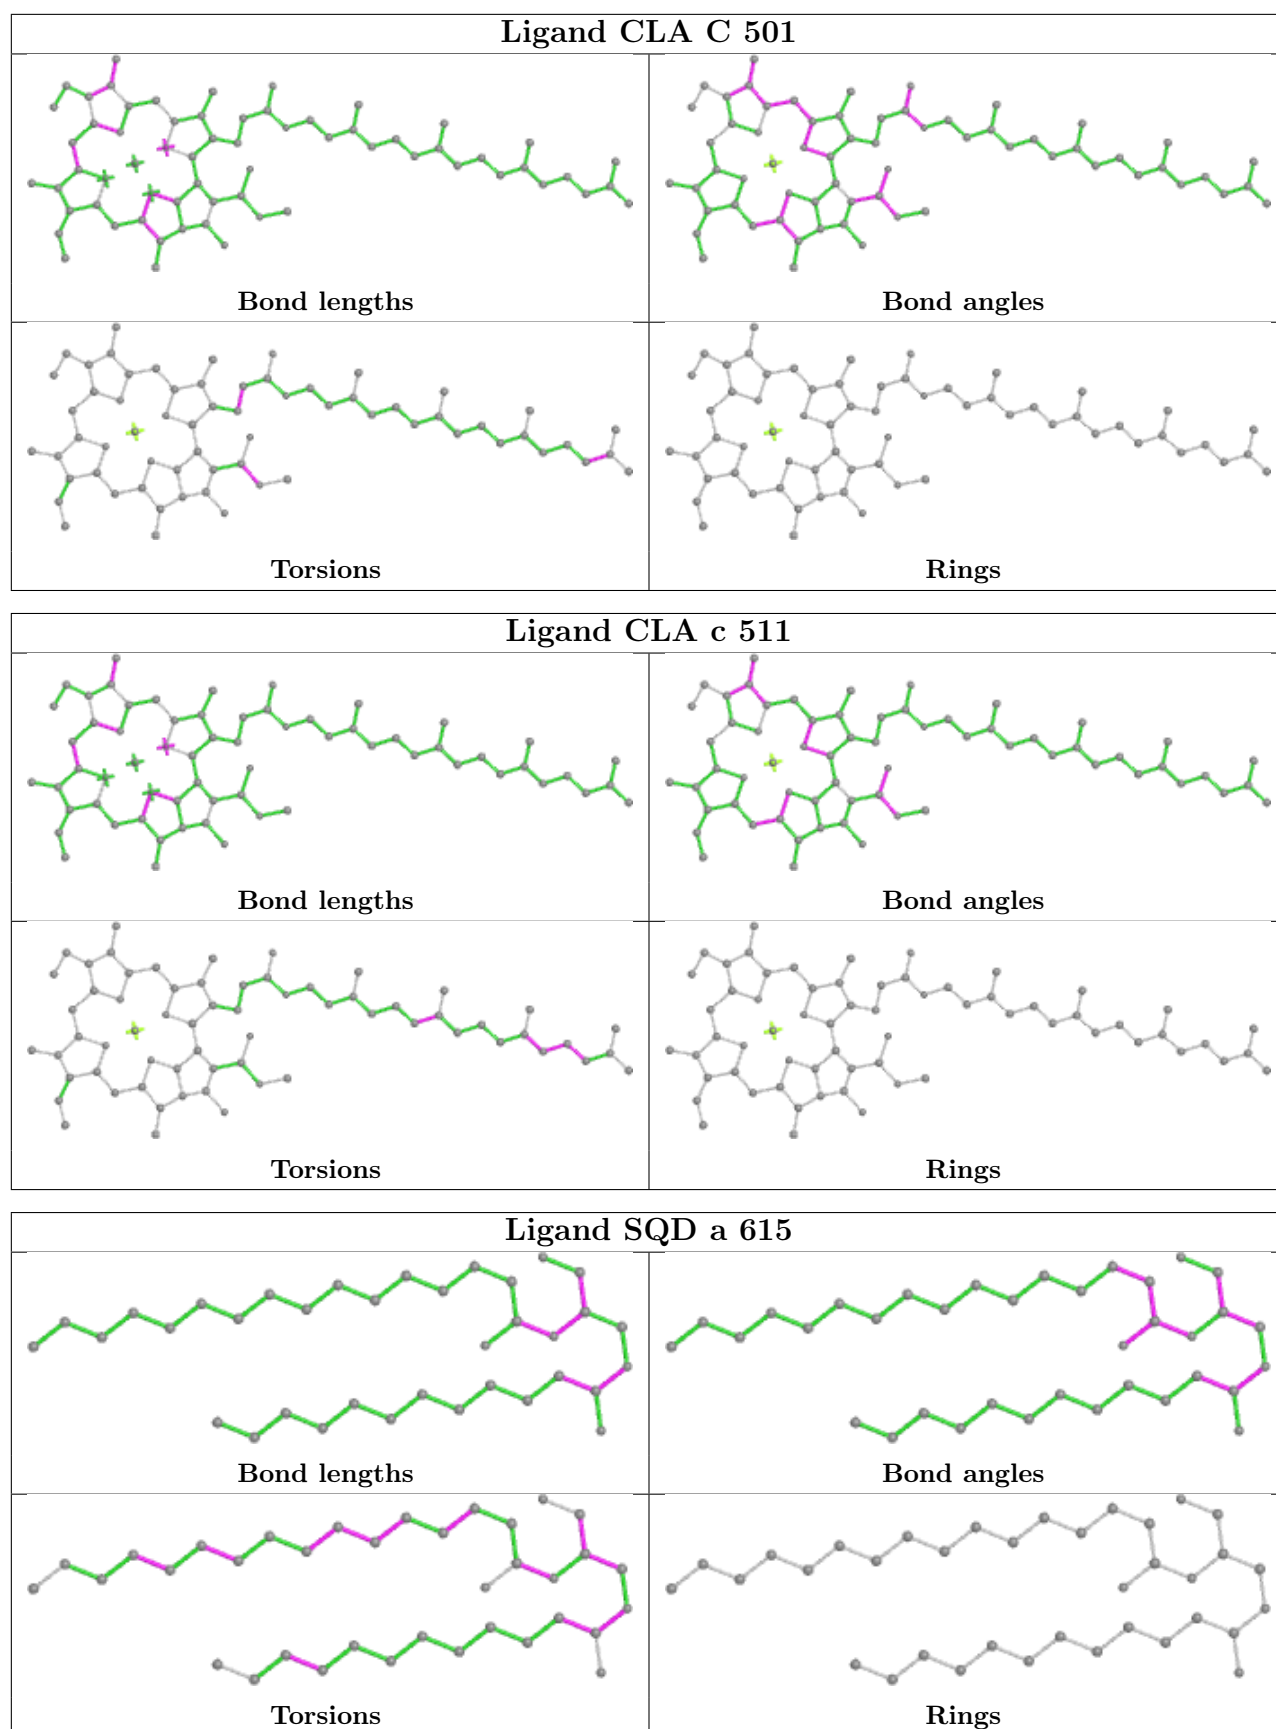 Ligand CLA C 501
Bond lengths
Bond angles
Torsions
Rings
Ligand CLA c 511
Bond lengths
Bond angles
Torsions
Rings
Ligand SQD a 615
Bond lengths
Bond angles
Torsions
Rings